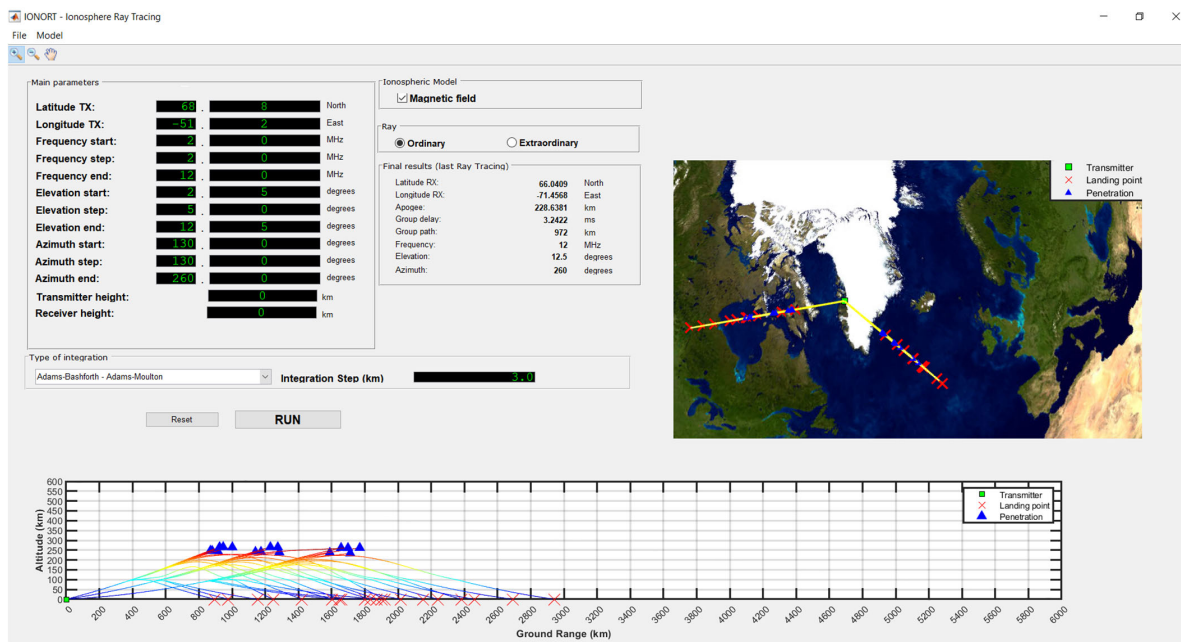 IONORT - Ionosphere Ray Tracing
File Model
Main parameters
Latitude TX: 68 . 8 North
Longitude TX: -51 . 2 East
Frequency start: 2 . 0 MHz
Frequency step: 2 . 0 MHz
Frequency end: 12 . 0 MHz
Elevation start: 2 . 5 degrees
Elevation step: 5 . 0 degrees
Elevation end: 12 . 5 degrees
Azimuth start: 130 . 0 degrees
Azimuth step: 130 . 0 degrees
Azimuth end: 260 . 0 degrees
Transmitter height: 0 km
Receiver height: 0 km
Ionospheric Model
Magnetic field
Ray
Ordinary Extraordinary
Final results (last Ray Tracing)
Latitude RX: 66.0409 North
Longitude RX: -71.4568 East
Apogee: 228.6381 km
Group delay: 3.2422 ms
Group path: 972 km
Frequency: 12 MHz
Elevation: 12.5 degrees
Azimuth: 260 degrees
Transmitter
Landing point
Penetration
Type of integration
Adams-Bashforth - Adams-Moulton Integration Step (km) 3.0
Reset RUN
Altitude (km)
600
550
500
450
400
350
300
250
200
150
100
50
0
Transmitter
Landing point
Penetration
0 200 400 600 800 1000 1200 1400 1600 1800 2000 2200 2400 2600 2800 3000 3200 3400 3600 3800 4000 4200 4400 4600 4800 5000 5200 5400 5600 5800 6000
Ground Range (km)